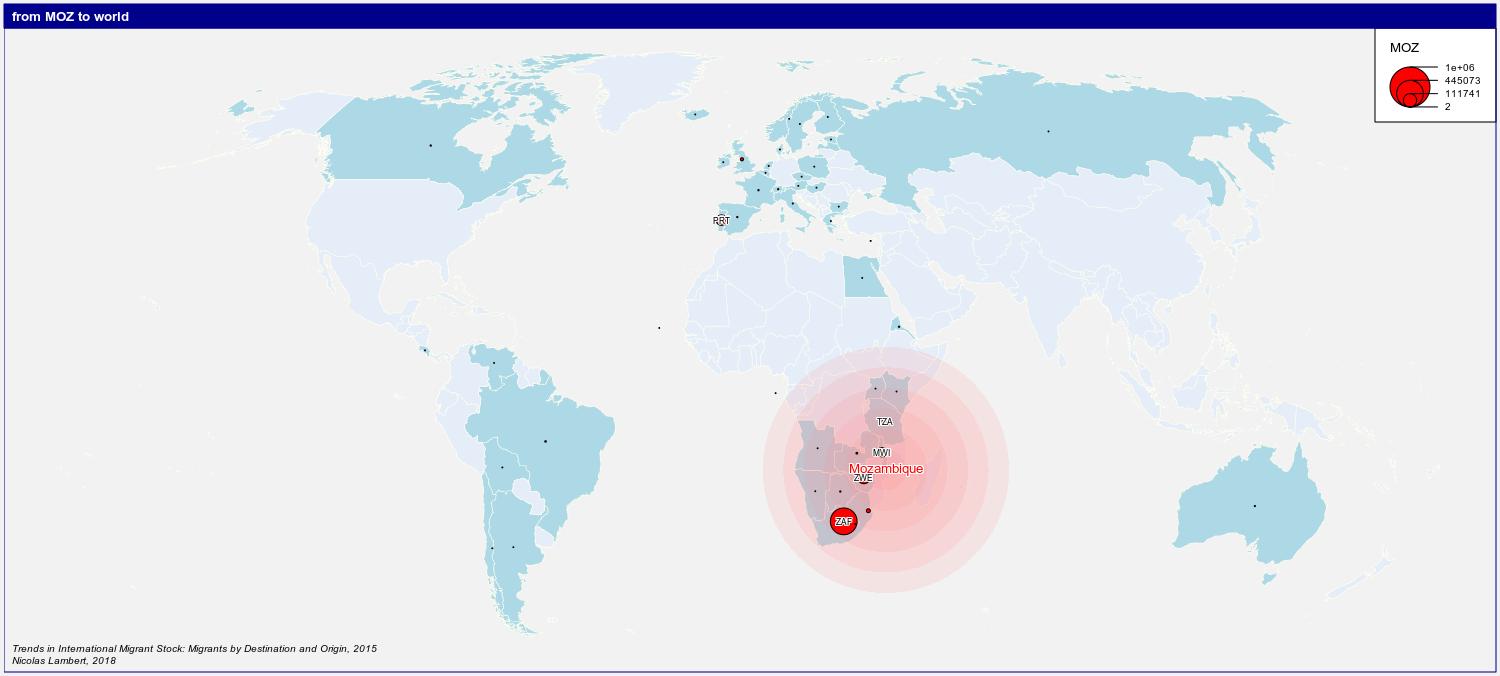 from MOZ to world
MOZ
1e+06
445073
111741
2
PRT
TZA
MWI
Mozambique
ZWE
ZAF
Trends in International Migrant Stock: Migrants by Destination and Origin, 2015
Nicolas Lambert, 2018